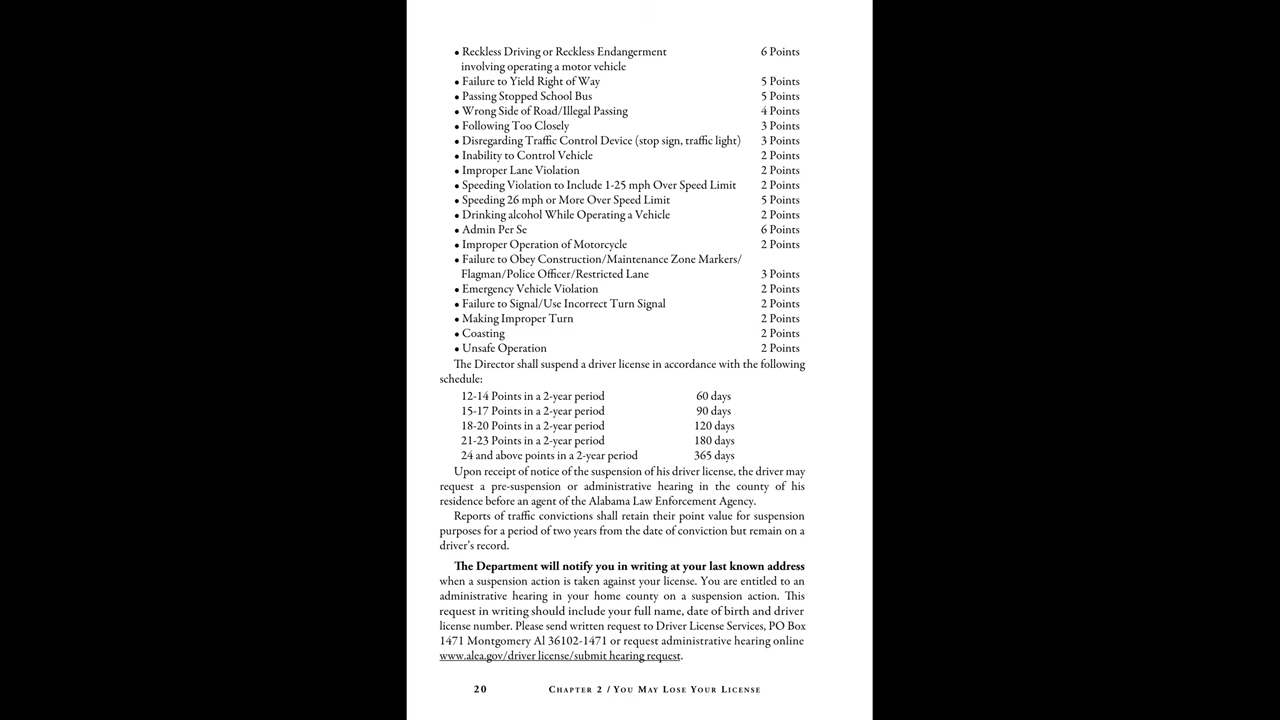 • Reckless Driving or Reckless Endangerment 6 Points
involving operating a motor vehicle
• Failure to Yield Right of Way 5 Points
• Passing Stopped School Bus 5 Points
• Wrong Side of Road/Illegal Passing 4 Points
• Following Too Closely 3 Points
• Disregarding Traffic Control Device (stop sign, traffic light) 3 Points
• Inability to Control Vehicle 2 Points
• Improper Lane Violation 2 Points
• Speeding Violation to Include 1-25 mph Over Speed Limit 2 Points
• Speeding 26 mph or More Over Speed Limit 5 Points
• Drinking alcohol While Operating a Vehicle 2 Points
• Admin Per Se 6 Points
• Improper Operation of Motorcycle 2 Points
• Failure to Obey Construction/Maintenance Zone Markers/
Flagman/Police Officer/Restricted Lane 3 Points
• Emergency Vehicle Violation 2 Points
• Failure to Signal/Use Incorrect Turn Signal 2 Points
• Making Improper Turn 2 Points
• Coasting 2 Points
• Unsafe Operation 2 Points
The Director shall suspend a driver license in accordance with the following
schedule:
12-14 Points in a 2-year period 60 days
15-17 Points in a 2-year period 90 days
18-20 Points in a 2-year period 120 days
21-23 Points in a 2-year period 180 days
24 and above points in a 2-year period 365 days
Upon receipt of notice of the suspension of his driver license, the driver may
request a pre-suspension or administrative hearing in the county of his
residence before an agent of the Alabama Law Enforcement Agency.
Reports of traffic convictions shall retain their point value for suspension
purposes for a period of two years from the date of conviction but remain on a
driver's record.
The Department will notify you in writing at your last known address
when a suspension action is taken against your license. You are entitled to an
administrative hearing in your home county on a suspension action. This
request in writing should include your full name, date of birth and driver
license number. Please send written request to Driver License Services, PO Box
1471 Montgomery Al 36102-1471 or request administrative hearing online
www.alea.gov/driver license/submit hearing request.
20 Chapter 2 / You May Lose Your License